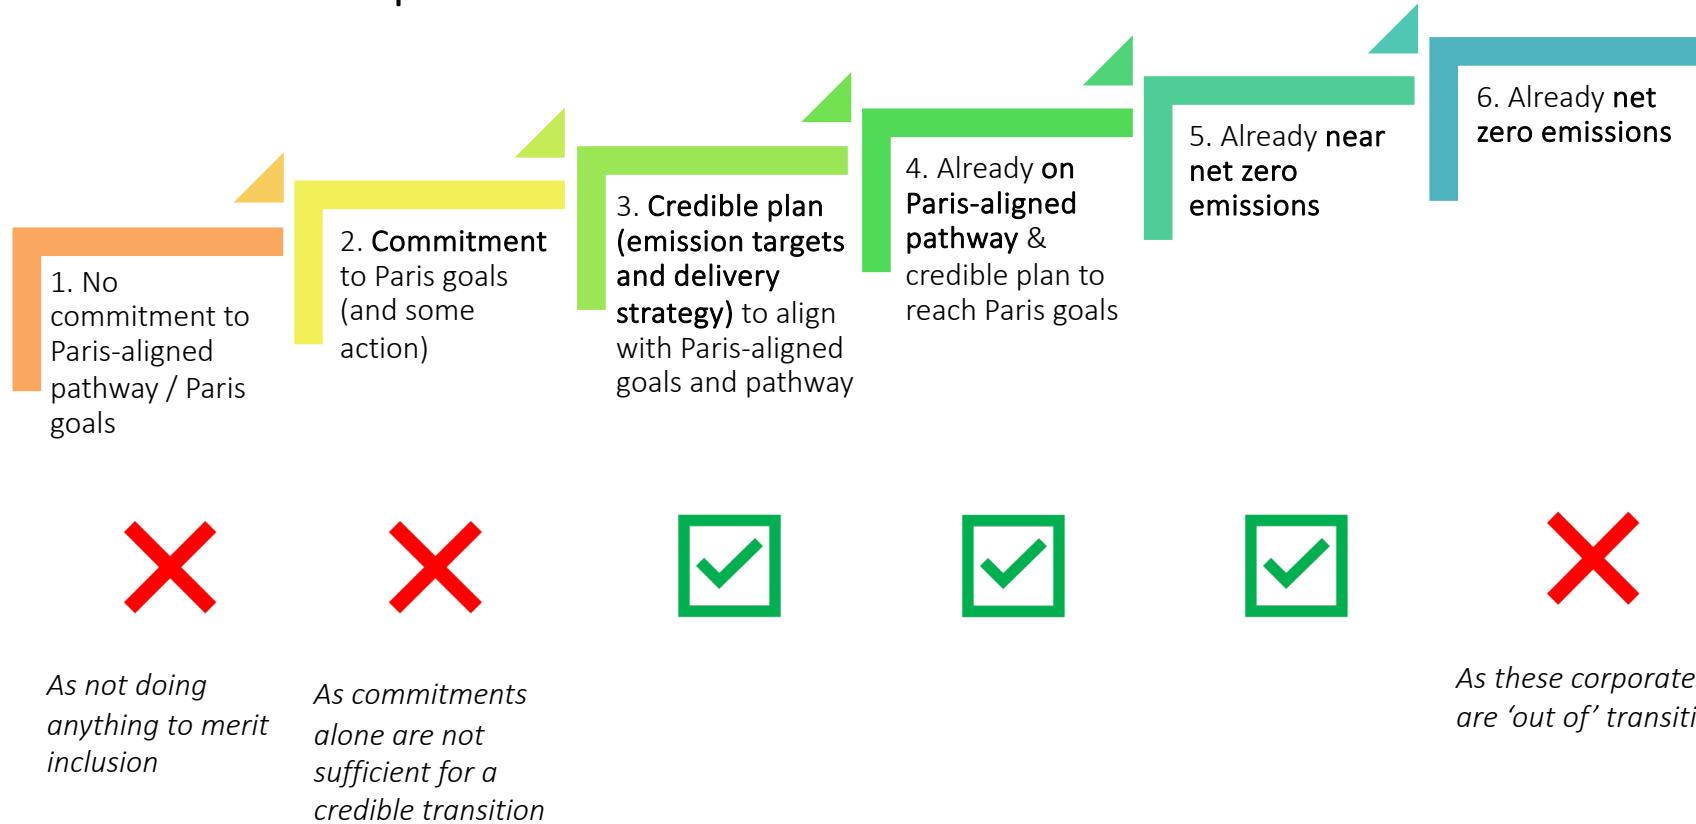 1. No
commitment to
Paris-aligned
pathway / Paris
goals
2. Commitment
to Paris goals
(and some
action)
3. Credible plan
(emission targets
and delivery
strategy) to align
with Paris-aligned
goals and pathway
4. Already on
Paris-aligned
pathway &
credible plan to
reach Paris goals
5. Already near
net zero
emissions
6. Already net
zero emissions
As not doing
anything to merit
inclusion
As commitments
alone are not
sufficient for a
credible transition
As these corporate
are ‘out of’ transiti